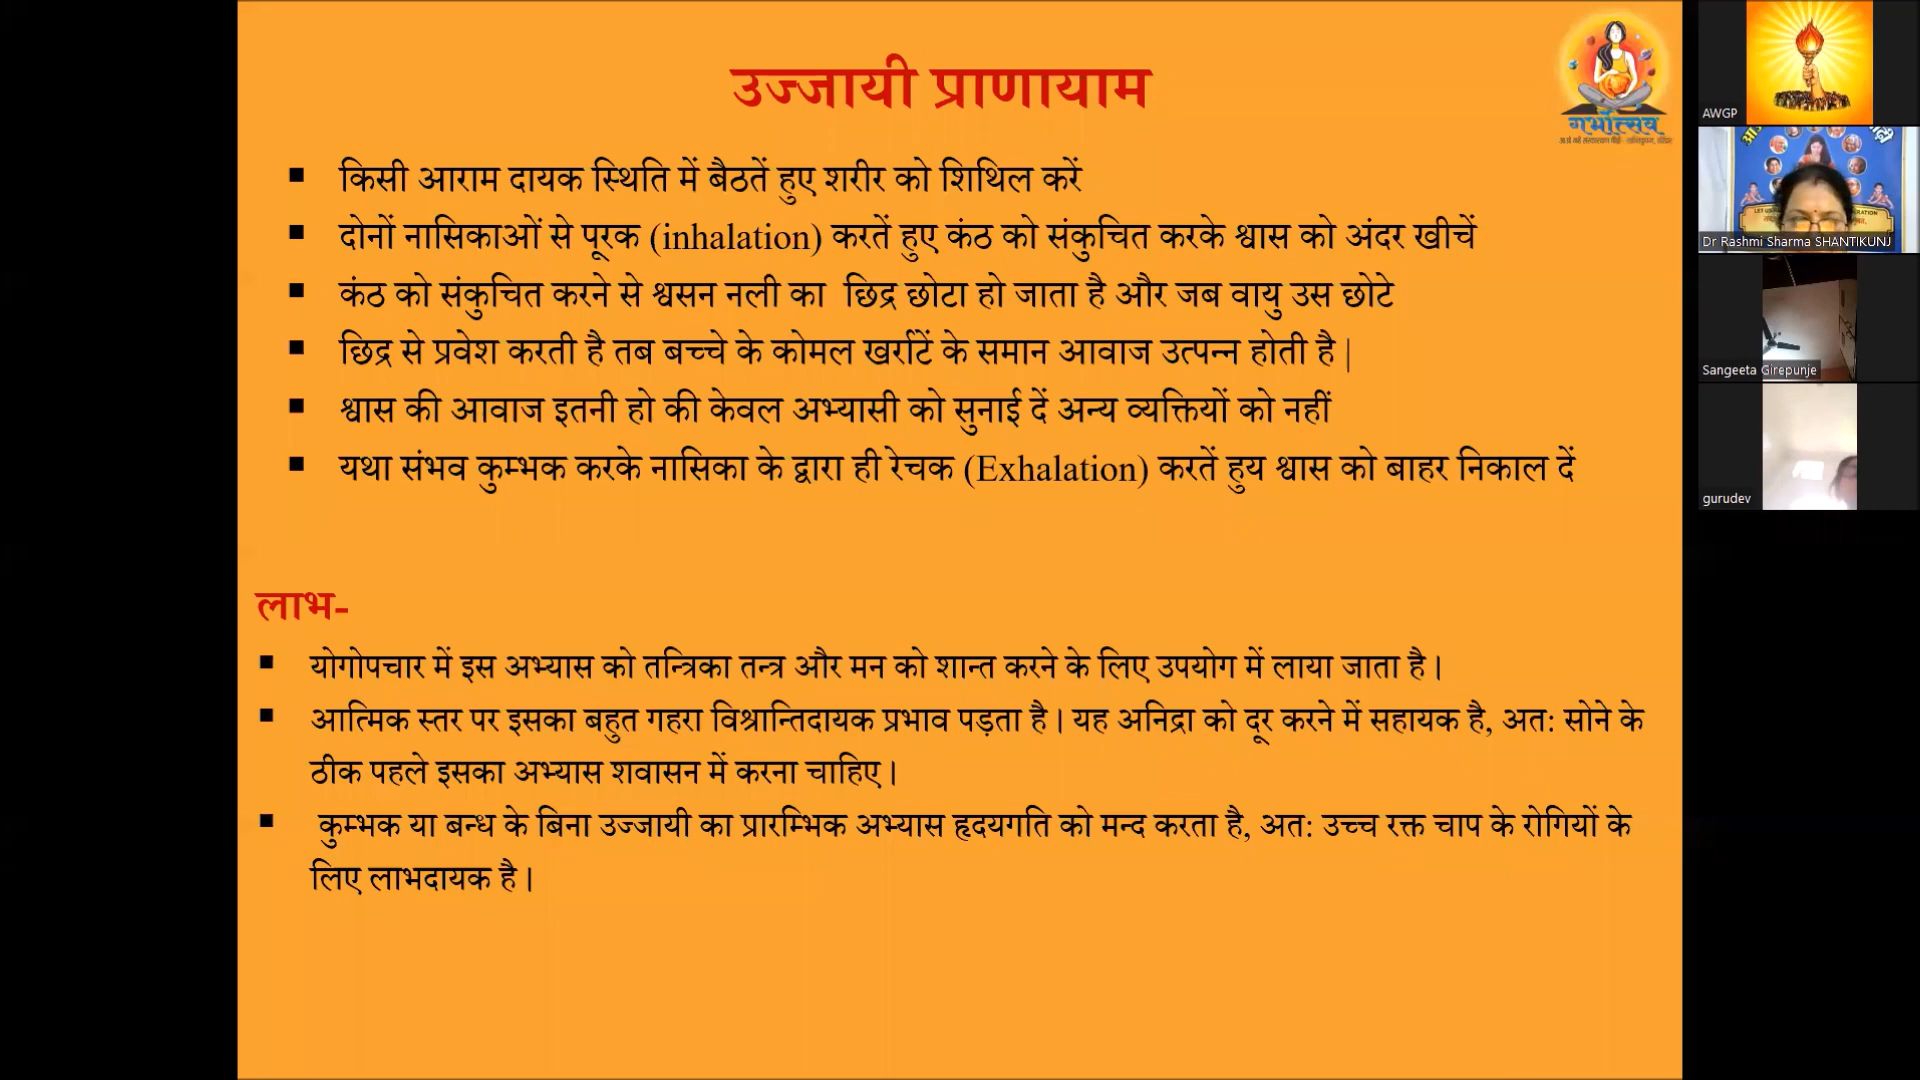 उज्जायी प्राणायाम
गर्भोत्सव
▪ किसी आराम दायक स्थिति में बैठतें हुए शरीर को शिथिल करें
▪ दोनों नासिकाओं से पूरक (inhalation) करतें हुए कंठ को संकुचित करके श्वास को अंदर खीचें
▪ कंठ को संकुचित करने से श्वसन नली का छिद्र छोटा हो जाता है और जब वायु उस छोटे
▪ छिद्र से प्रवेश करती है तब बच्चे के कोमल खर्राटें के समान आवाज उत्पन्न होती है|
▪ श्वास की आवाज इतनी हो की केवल अभ्यासी को सुनाई दें अन्य व्यक्तियों को नहीं
▪ यथा संभव कुम्भक करके नासिका के द्वारा ही रेचक (Exhalation) करतें हुय श्वास को बाहर निकाल दें
लाभ-
▪ योगोपचार में इस अभ्यास को तन्त्रिका तन्त्र और मन को शान्त करने के लिए उपयोग में लाया जाता है।
▪ आत्मिक स्तर पर इसका बहुत गहरा विश्रान्तिदायक प्रभाव पड़ता है। यह अनिद्रा को दूर करने में सहायक है, अत: सोने के
ठीक पहले इसका अभ्यास शवासन में करना चाहिए।
▪ कुम्भक या बन्ध के बिना उज्जायी का प्रारम्भिक अभ्यास हृदयगति को मन्द करता है, अत: उच्च रक्त चाप के रोगियों के
लिए लाभदायक है।
AWGP
Dr Rashmi Sharma SHANTIKUNJ
Sangeeta Girepunje
gurudev